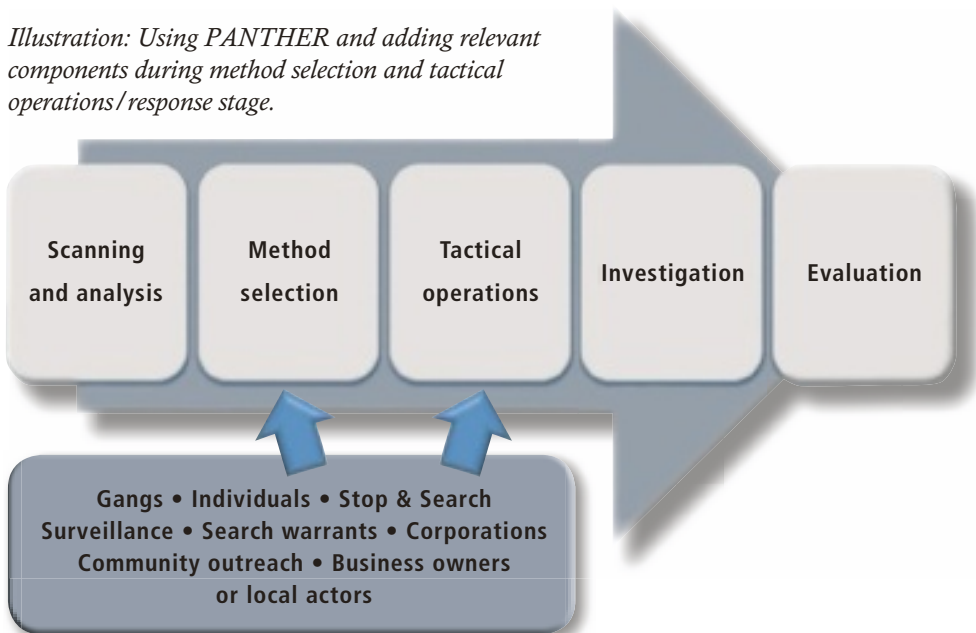 Illustration: Using PANTHER and adding relevant
components during method selection and tactical
operations/response stage.
Scanning
and analysis
Method
selection
Tactical
operations
Investigation
Evaluation
Gangs • Individuals • Stop & Search
Surveillance • Search warrants • Corporations
Community outreach • Business owners
or local actors